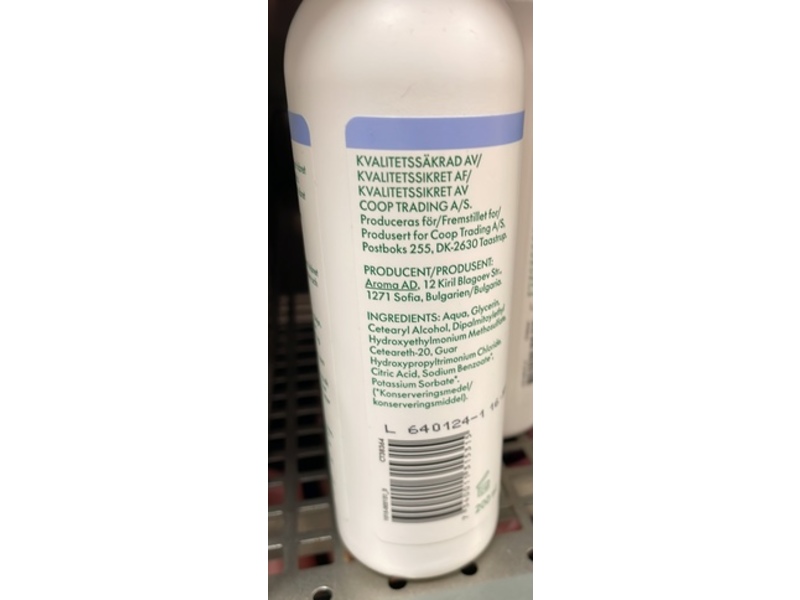 KVALITETSSÄKRAD AV/
KVALITETSSIKRET AF/
KVALITETSSIKRET AV
COOP TRADING A/S.
Produceras för/Fremstillet for/
Produsert for Coop Trading A/S,
Postboks 255, DK-2630 Taastrup.
PRODUCENT/PRODUSENT:
Aroma AD, 12 Kiril Blagoev Str.,
1271 Sofia, Bulgarien/Bulgaria.
INGREDIENTS: Aqua, Glycerin,
Cetearyl Alcohol, Dipalmitoylethyl
Hydroxyethylmonium Methosulfate,
Ceteareth-20, Guar
Hydroxypropyltrimonium Chloride,
Citric Acid, Sodium Benzoate*,
Potassium Sorbate*.
(*Konserveringsmedel/
konserveringsmiddel).
L 640124-1 16